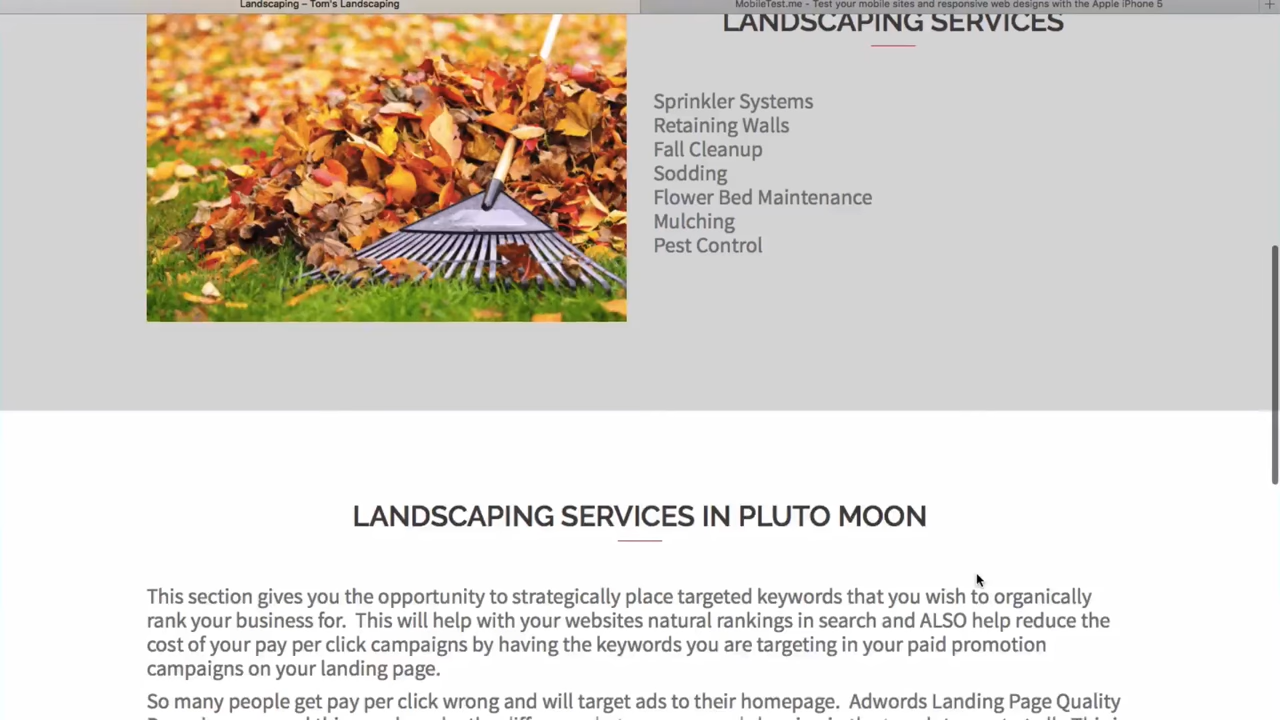 Landscaping – Tom's Landscaping
MobileTest.me - Test your mobile sites and responsive web designs with the Apple iPhone 5
LANDSCAPING SERVICES
Sprinkler Systems
Retaining Walls
Fall Cleanup
Sodding
Flower Bed Maintenance
Mulching
Pest Control
LANDSCAPING SERVICES IN PLUTO MOON
This section gives you the opportunity to strategically place targeted keywords that you wish to organically
rank your business for. This will help with your websites natural rankings in search and ALSO help reduce the
cost of your pay per click campaigns by having the keywords you are targeting in your paid promotion
campaigns on your landing page.
So many people get pay per click wrong and will target ads to their homepage. Adwords Landing Page Quality